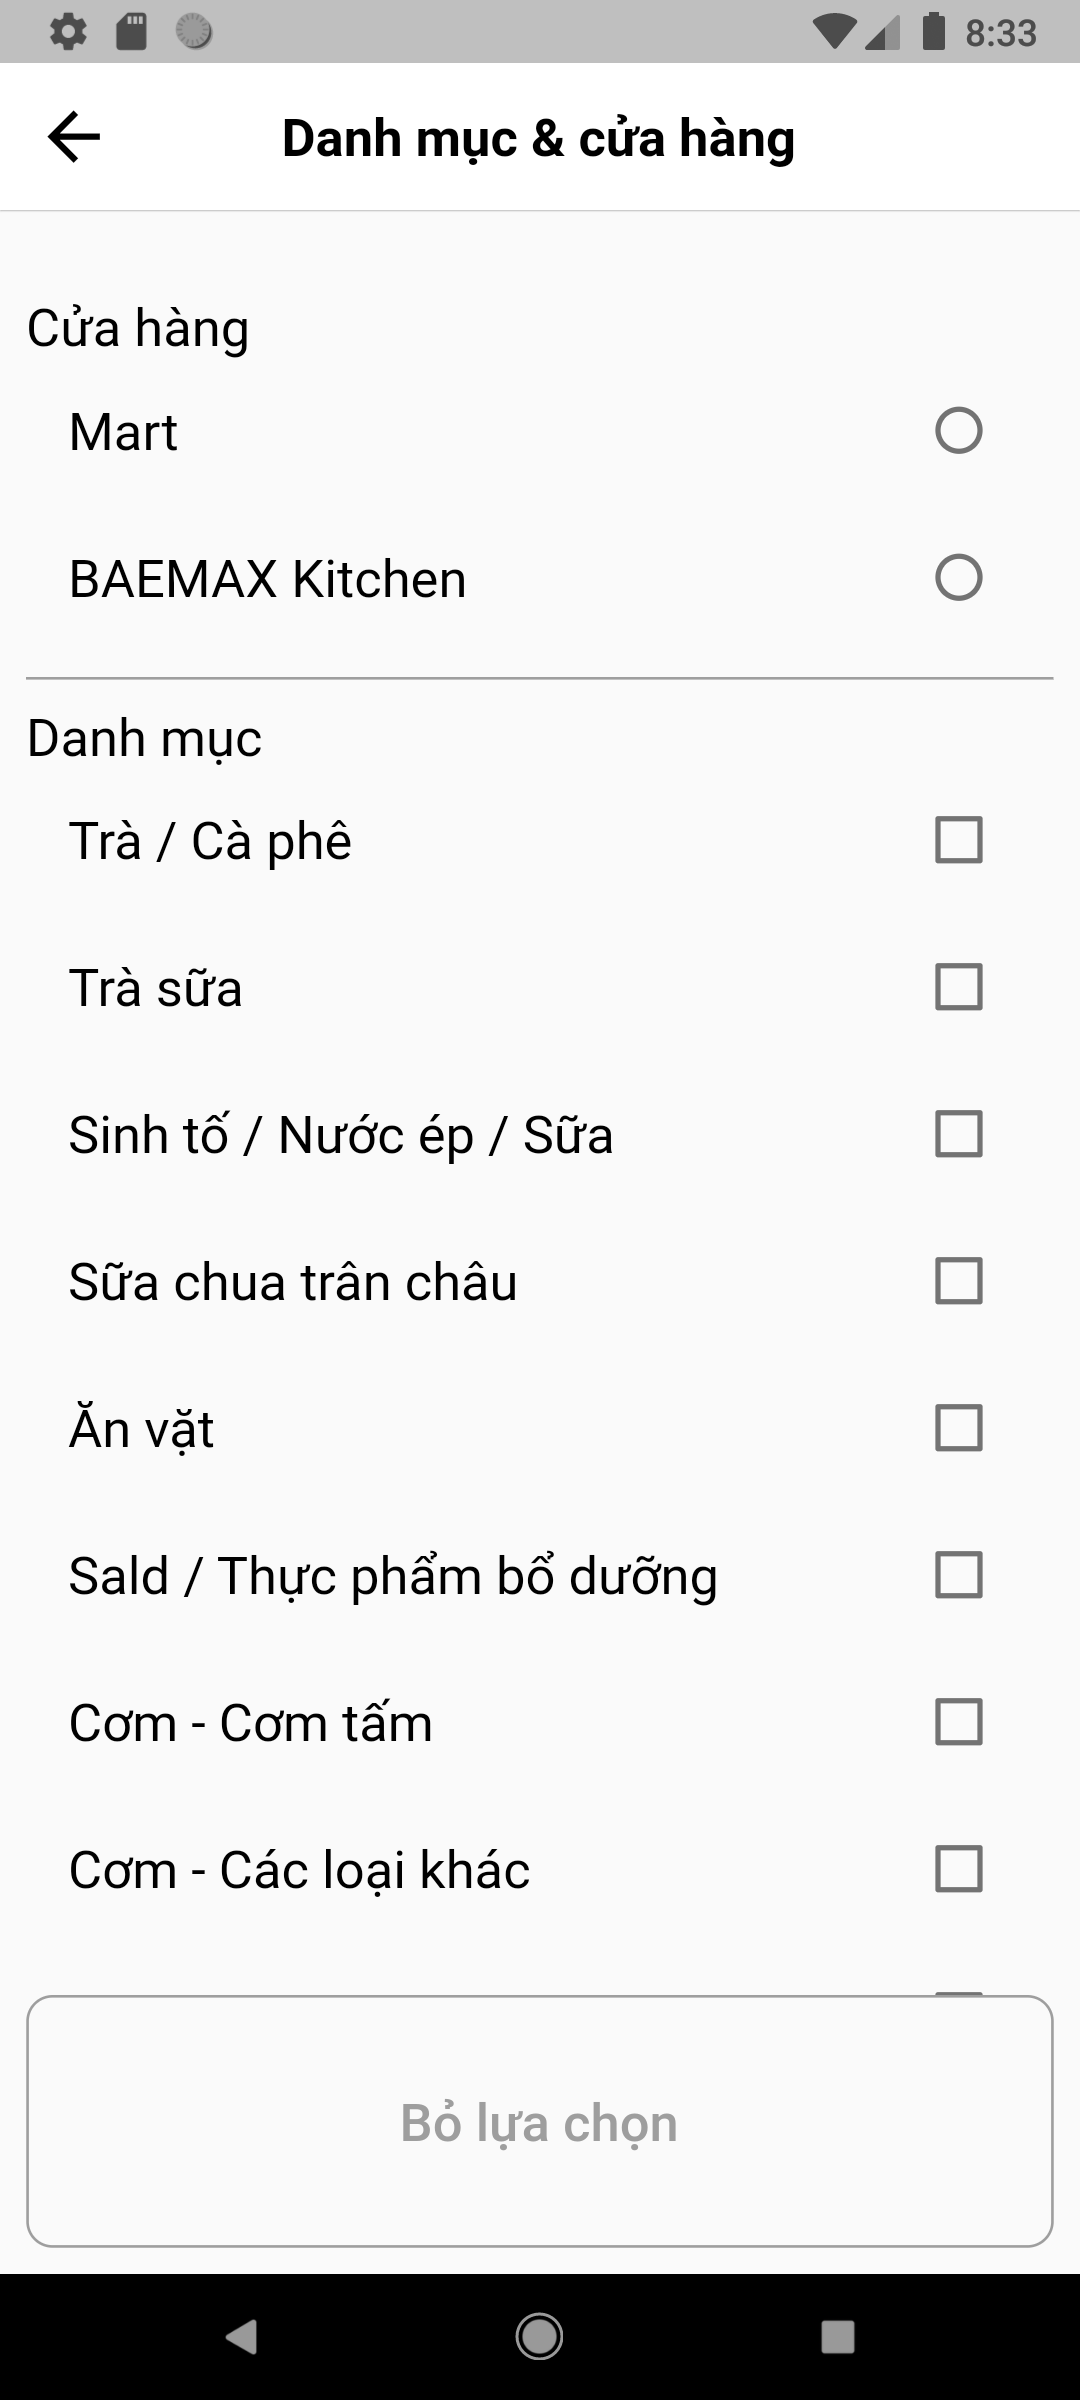 8:33
Danh mục & cửa hàng
Cửa hàng
Mart
BAEMAX Kitchen
Danh mục
Trà / Cà phê
Trà sữa
Sinh tố / Nước ép / Sữa
Sữa chua trân châu
Ăn vặt
Sald / Thực phẩm bổ dưỡng
Cơm - Cơm tấm
Cơm - Các loại khác
Bỏ lựa chọn